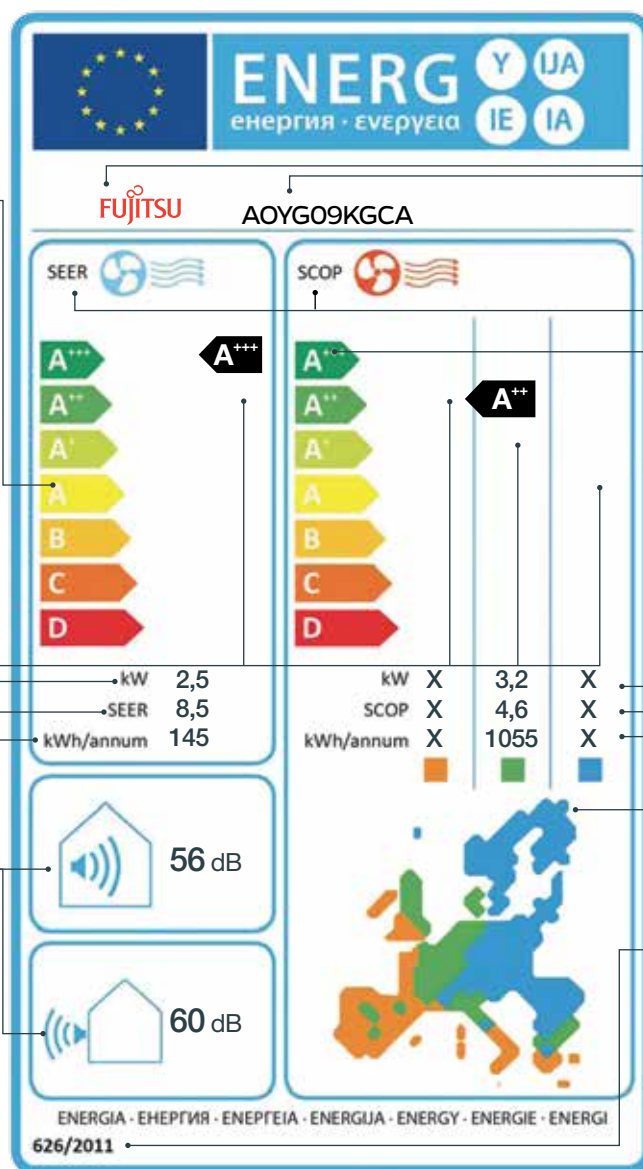 ENERG Y IJA
енергия · ενεργεια IE IA
FUJITSU AOYG09KGCA
SEER
A+++ A+++
A++
A+
A
B
C
D
kW 2,5
SEER 8,5
kWh/annum 145
SCOP
A+++
A++ A++
A+
A
B
C
D
kW X 3,2 X
SCOP X 4,6 X
kWh/annum X 1055 X
56 dB
60 dB
ENERGIA · ЕНЕРГИЯ · ΕΝΕΡΓΕΙΑ · ENERGIJA · ENERGY · ENERGIE · ENERGI
626/2011